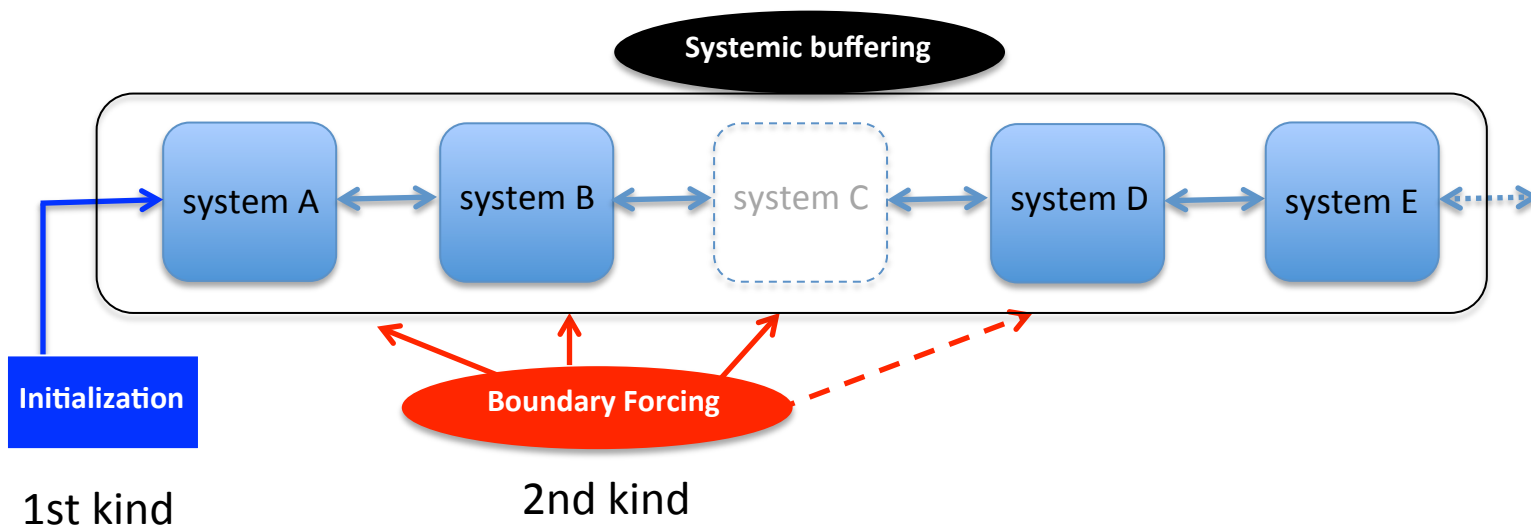 Systemic buffering
system A
system B
system C
system D
system E
Initialization
Boundary Forcing
1st kind
2nd kind